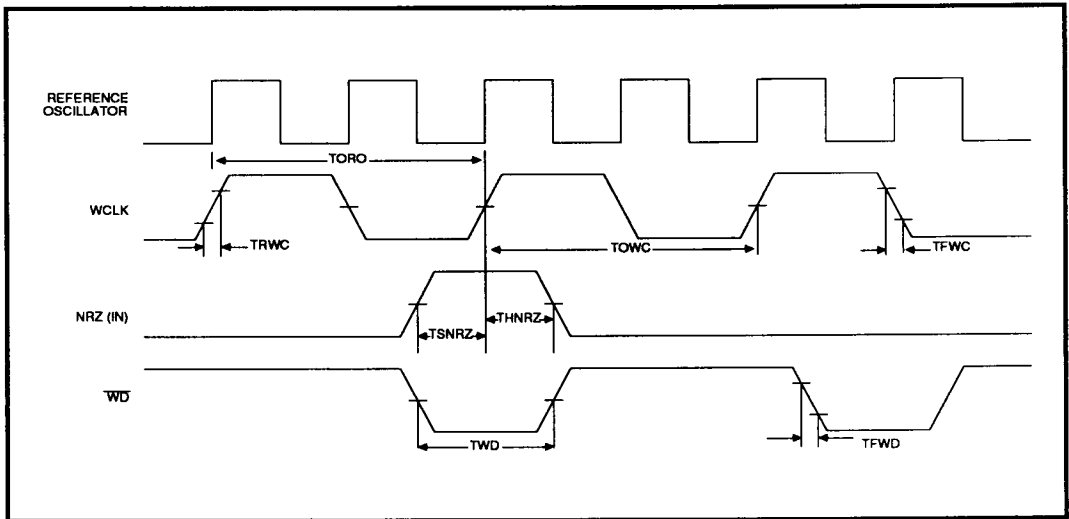 REFERENCE
OSCILLATOR
TORO
WCLK
TRWC
TOWC
TFWC
NRZ (IN)
TSNRZ
THNRZ
WD
TWD
TFWD